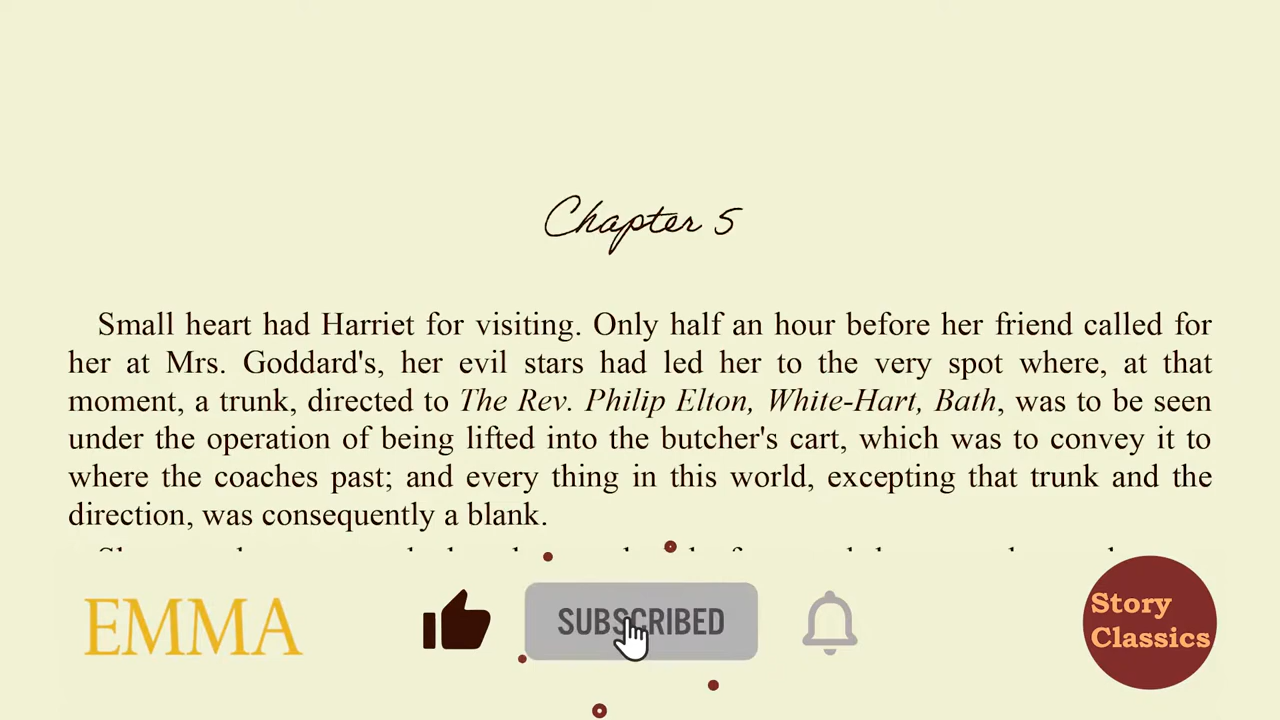 Chapter 5
Small heart had Harriet for visiting. Only half an hour before her friend called for
her at Mrs. Goddard's, her evil stars had led her to the very spot where, at that
moment, a trunk, directed to The Rev. Philip Elton, White-Hart, Bath, was to be seen
under the operation of being lifted into the butcher's cart, which was to convey it to
where the coaches past; and every thing in this world, excepting that trunk and the
direction, was consequently a blank.
EMMA
SUBSCRIBED
Story
Classics